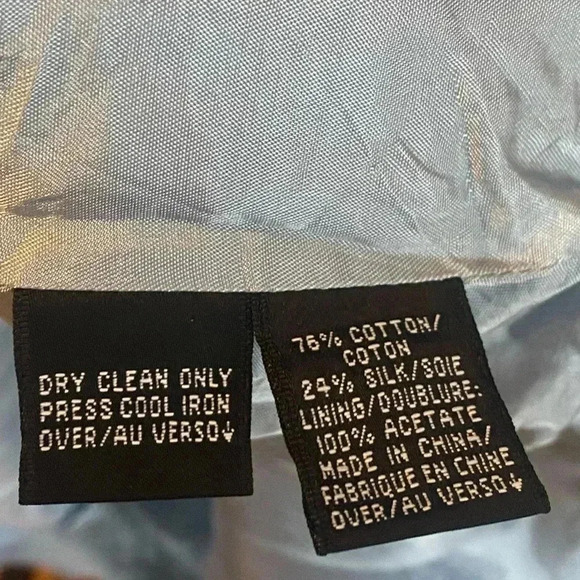 DRY CLEAN ONLY
PRESS COOL IRON
OVER/AU VERSO↓
76% COTTON/
COTON
24% SILK/SOIE
LINING/DOUBLURE:
100% ACETATE
MADE IN CHINA/
FABRIQUE EN CHINE
OVER/AU VERSO↓